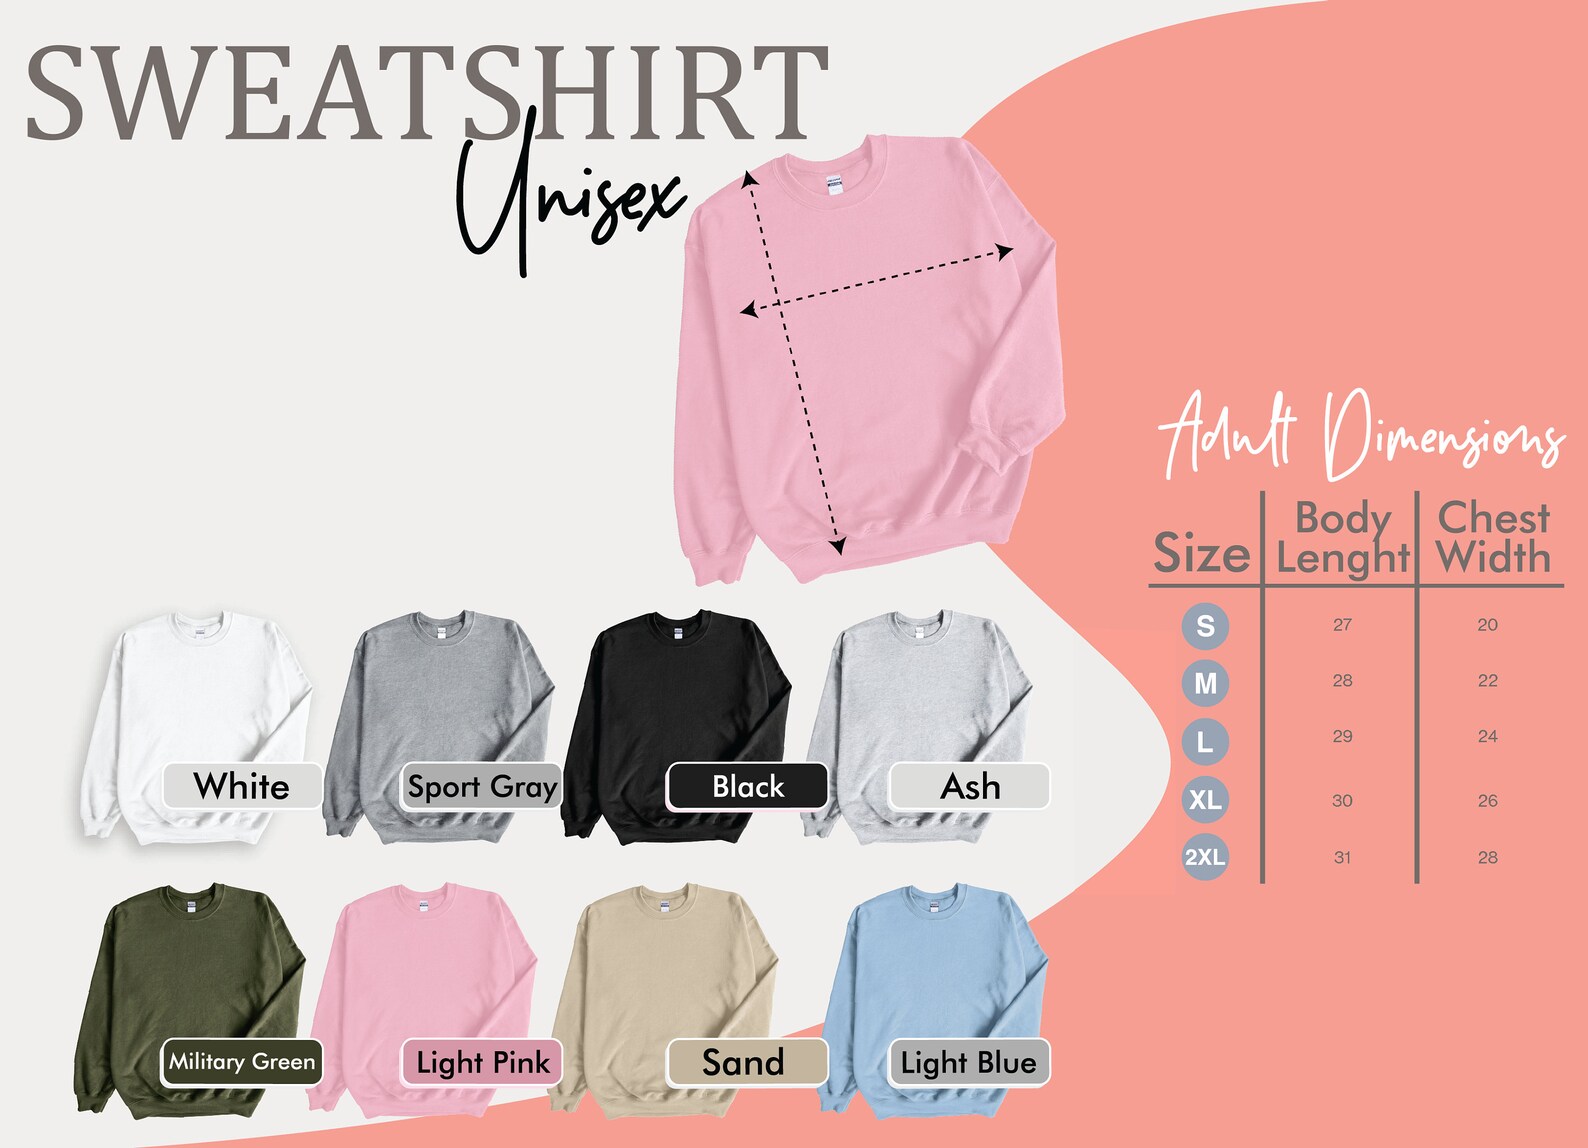 SWEATSHIRT
Unisex
Adult Dimensions
Size
Body
Lenght
Chest
Width
S 27 20
M 28 22
L 29 24
XL 30 26
2XL 31 28
White
Sport Gray
Black
Ash
Military Green
Light Pink
Sand
Light Blue